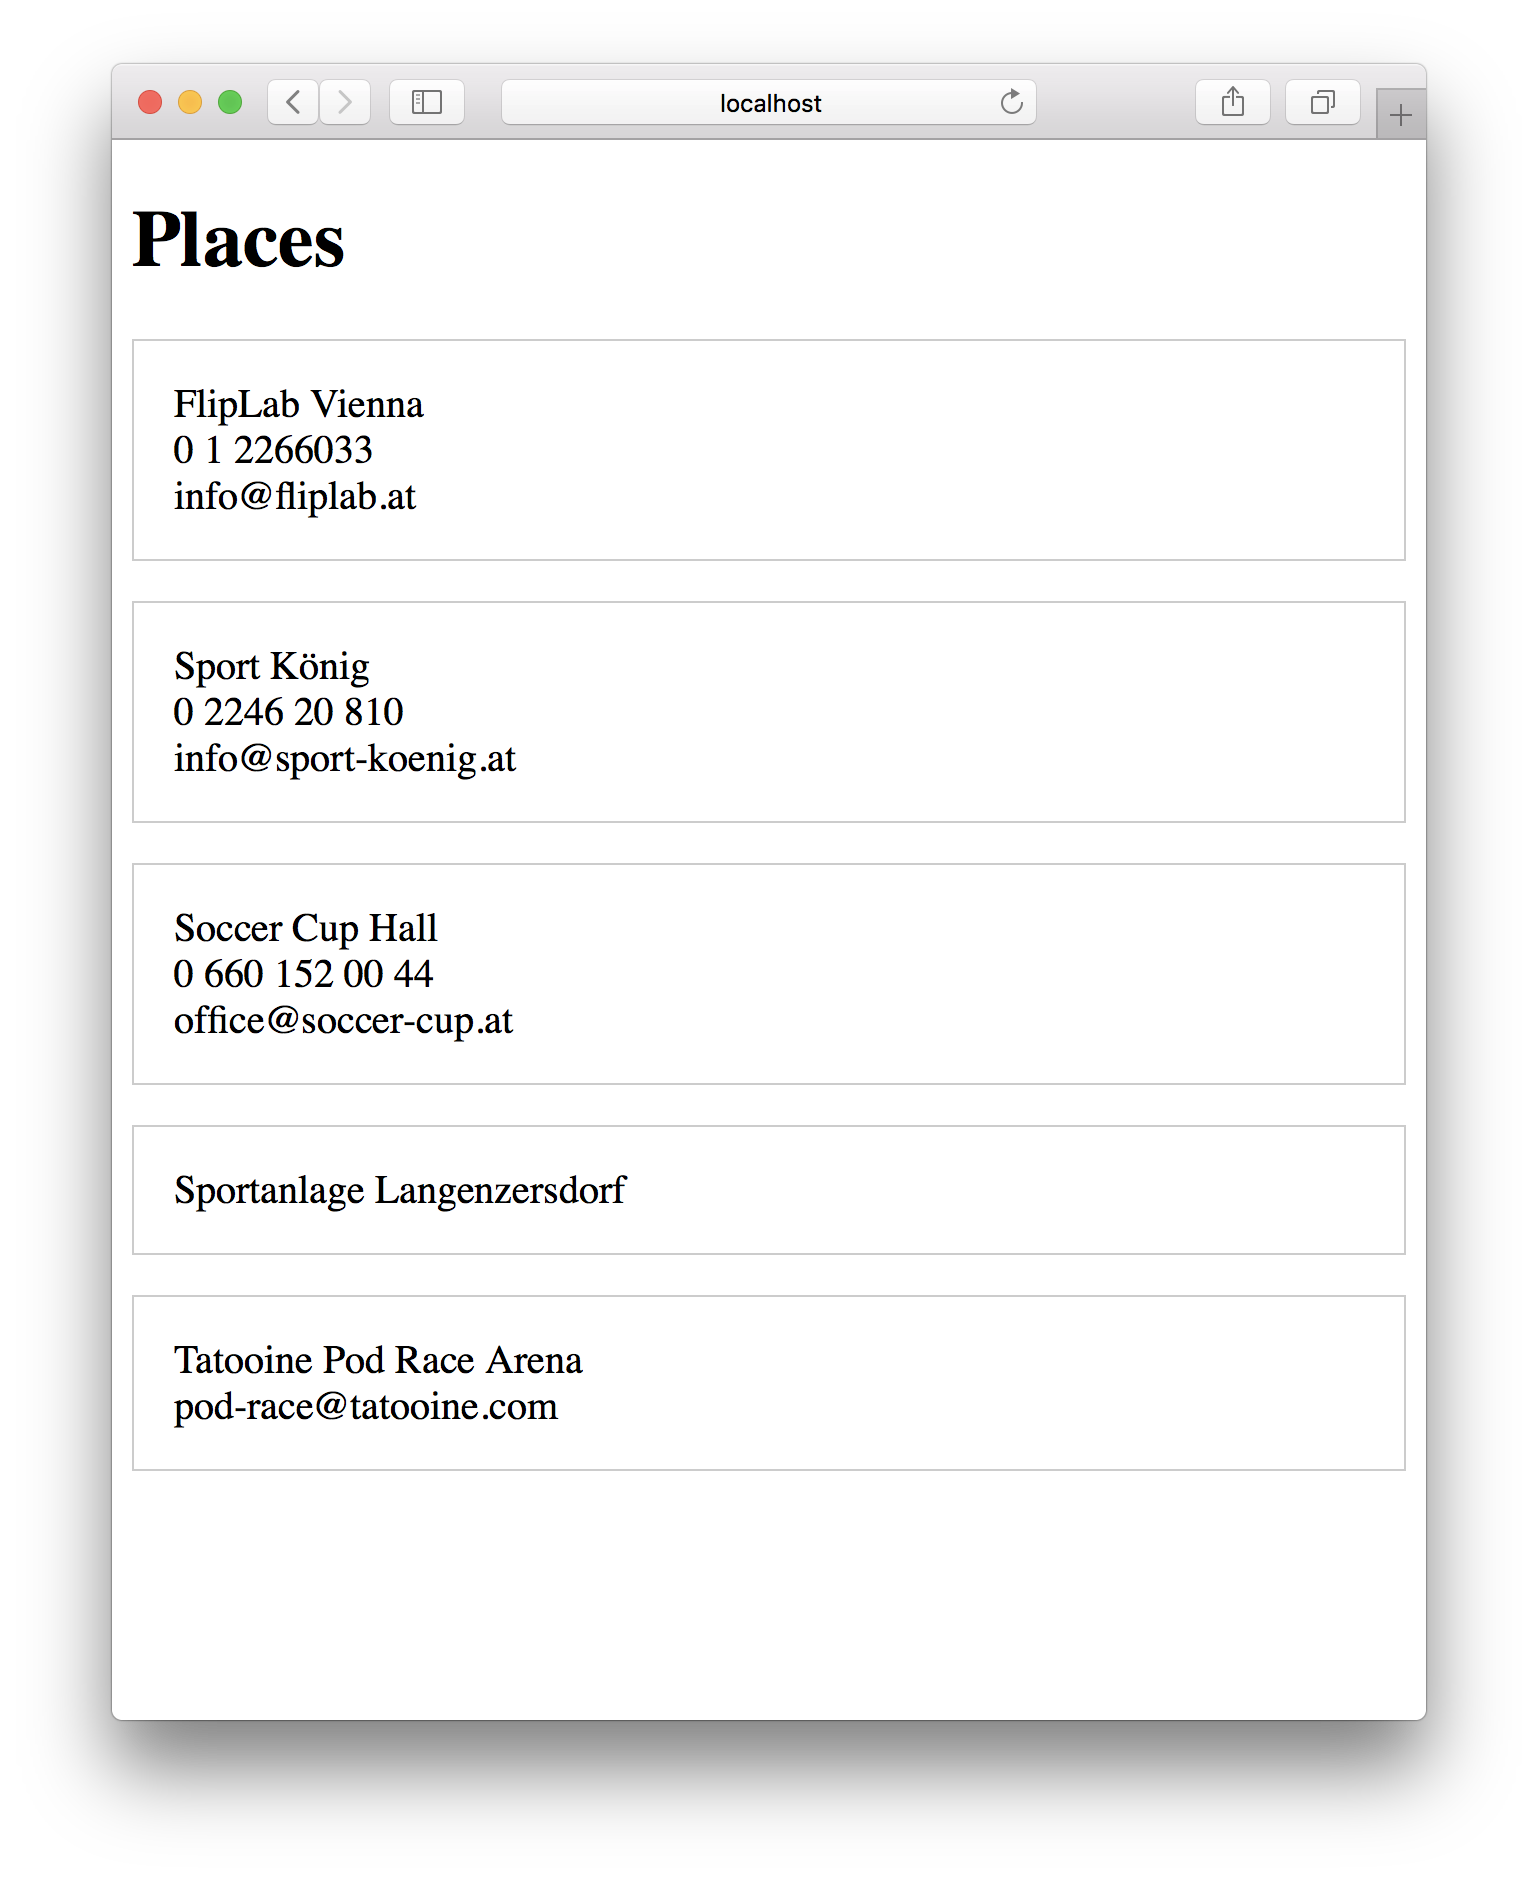 localhost
Places
FlipLab Vienna
0 1 2266033
info@fliplab.at
Sport König
0 2246 20 810
info@sport-koenig.at
Soccer Cup Hall
0 660 152 00 44
office@soccer-cup.at
Sportanlage Langenzersdorf
Tatooine Pod Race Arena
pod-race@tatooine.com